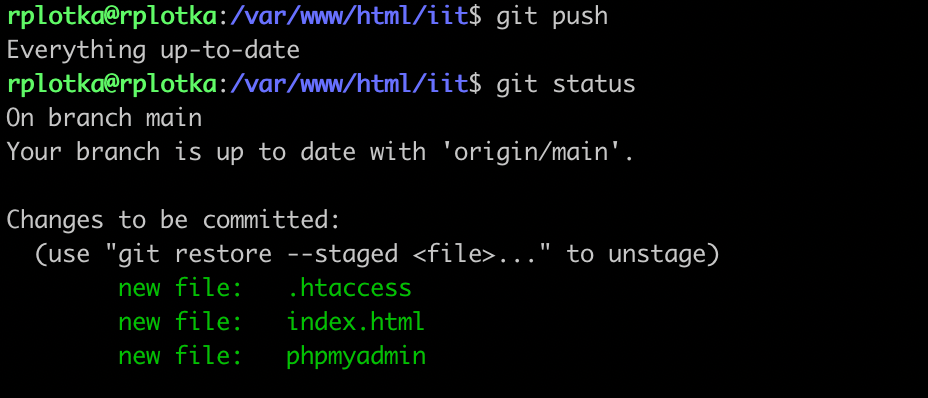 rplotka@rplotka:/var/www/html/iit$ git push
Everything up-to-date
rplotka@rplotka:/var/www/html/iit$ git status
On branch main
Your branch is up to date with 'origin/main'.

Changes to be committed:
  (use "git restore --staged <file>..." to unstage)
        new file:   .htaccess
        new file:   index.html
        new file:   phpmyadmin